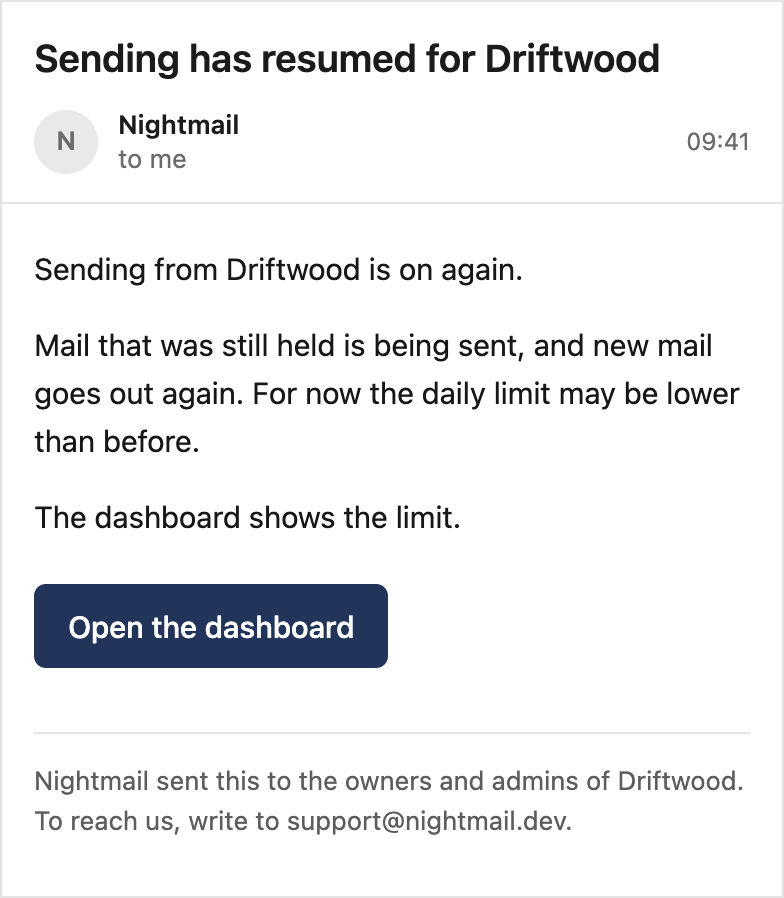 Sending has resumed for Driftwood
N
Nightmail
to me
09:41
Sending from Driftwood is on again.
Mail that was still held is being sent, and new mail
goes out again. For now the daily limit may be lower
than before.
The dashboard shows the limit.
Open the dashboard
Nightmail sent this to the owners and admins of Driftwood.
To reach us, write to support@nightmail.dev.